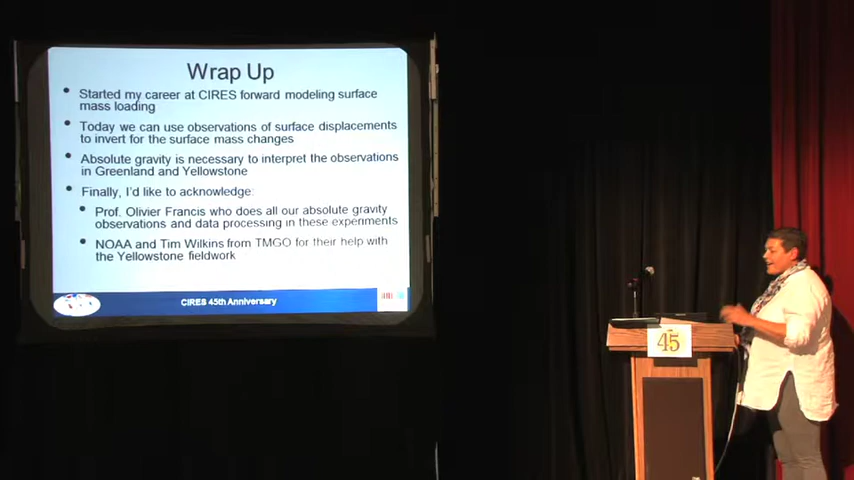 Wrap Up
• Started my career at CIRES forward modeling surface
mass loading
• Today we can use observations of surface displacements
to invert for the surface mass changes
• Absolute gravity is necessary to interpret the observations
in Greenland and Yellowstone
• Finally, I'd like to acknowledge:
• Prof. Olivier Francis who does all our absolute gravity
observations and data processing in these experiments
• NOAA and Tim Wilkins from TMGO for their help with
the Yellowstone fieldwork
CIRES 45th Anniversary
45